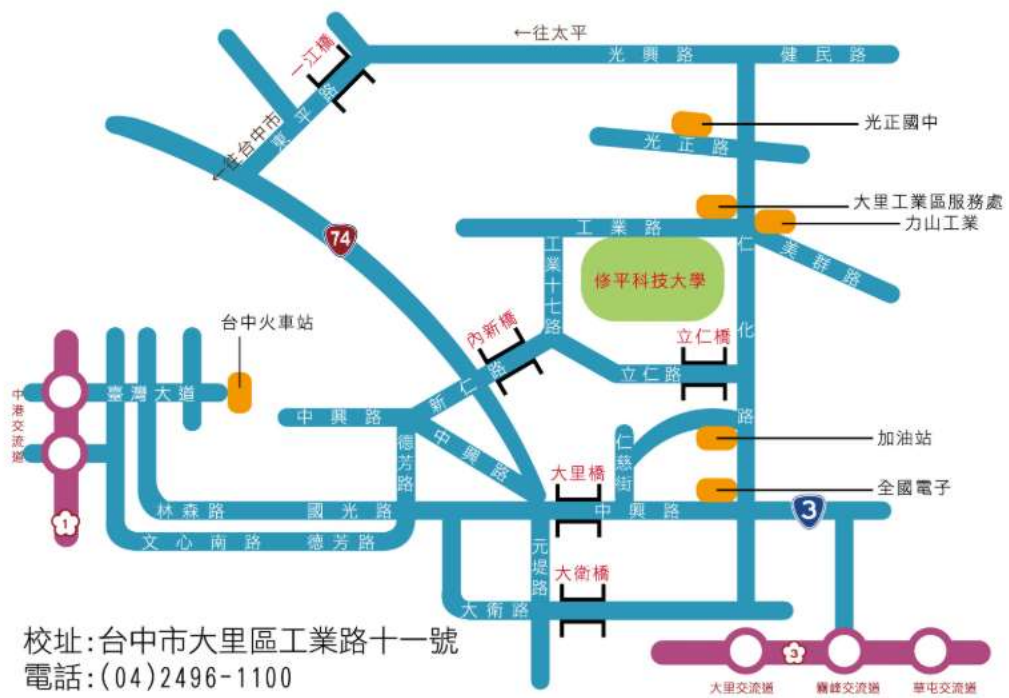 ←往太平
一江橋
光興路
健民路
東平路
←往台中市
光正國中
光正路
大里工業區服務處
力山工業
工業路
美群路
74
仁化路
工業十七路
修平科技大學
台中火車站
內新橋
立仁橋
新仁路
立仁路
中港交流道
臺灣大道
中興路
中興路
德芳路
仁慈街
加油站
大里橋
全國電子
1
林森路
國光路
中興路
3
文心南路
德芳路
元堤路
大衛橋
大衛路
校址:台中市大里區工業路十一號
電話:(04)2496-1100
3
大里交流道
霧峰交流道
草屯交流道